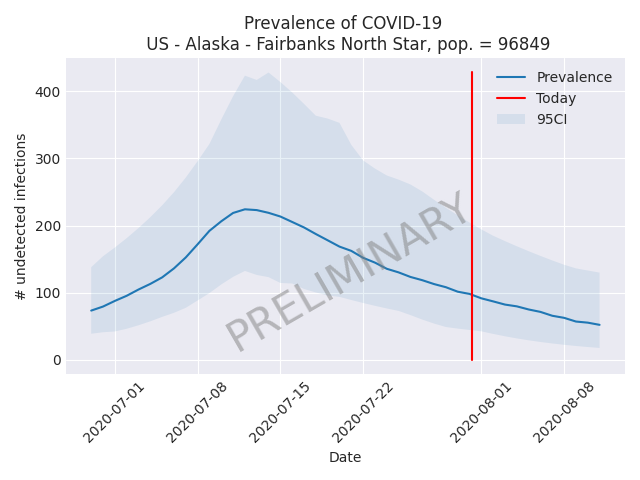 Prevalence of COVID-19
US - Alaska - Fairbanks North Star, pop. = 96849
# undetected infections
400
300
200
100
0
Prevalence
Today
95CI
PRELIMINARY
2020-07-01
2020-07-08
2020-07-15
2020-07-22
2020-08-01
2020-08-08
Date